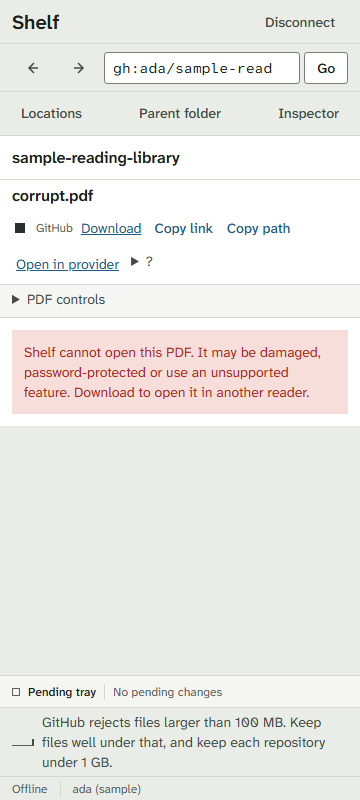 Shelf Disconnect
gh:ada/sample-read Go
Locations Parent folder Inspector
sample-reading-library
corrupt.pdf
GitHub Download Copy link Copy path
Open in provider ?
PDF controls
Shelf cannot open this PDF. It may be damaged,
password-protected or use an unsupported
feature. Download to open it in another reader.
Pending tray No pending changes
GitHub rejects files larger than 100 MB. Keep
files well under that, and keep each repository
under 1 GB.
Offline ada (sample)